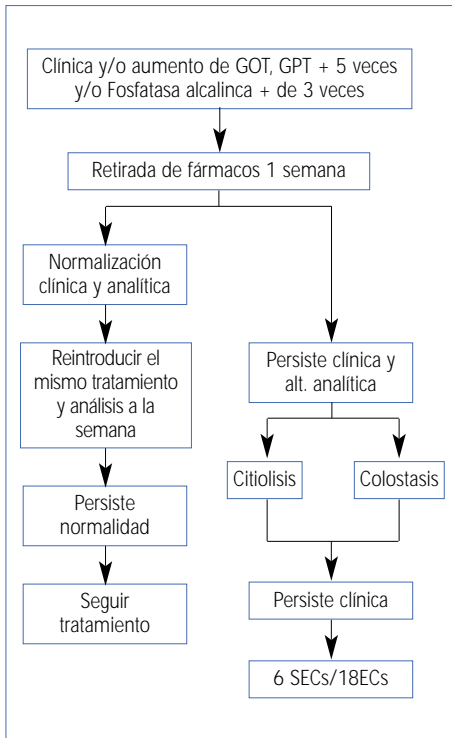 Clínica y/o aumento de GOT, GPT + 5 veces
y/o Fosfatasa alcalinca + de 3 veces
Retirada de fármacos 1 semana
Normalización
clínica y analítica
Reintroducir el
mismo tratamiento
y análisis a la
semana
Persiste
normalidad
Seguir
tratamiento
Persiste clínica y
alt. analítica
Citiolisis
Colostasis
Persiste clínica
6 SECs/18ECs